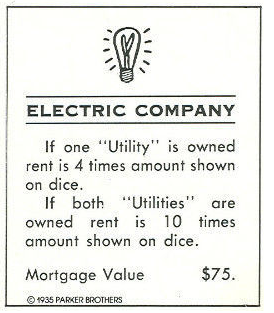 ELECTRIC COMPANY
If one "Utility" is owned
rent is 4 times amount shown
on dice.
If both "Utilities" are
owned rent is 10 times
amount shown on dice.
Mortgage Value $75.
© 1935 PARKER BROTHERS